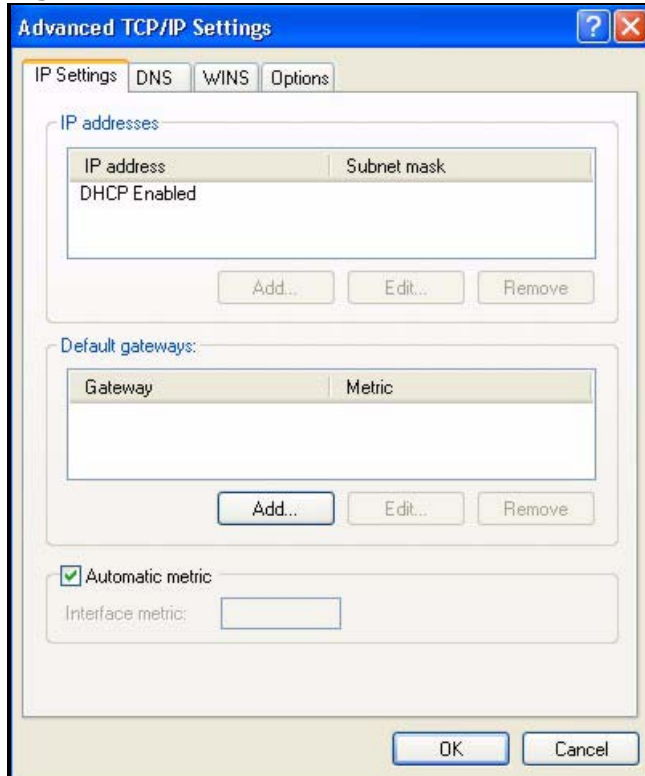 Advanced TCP/IP Settings
IP Settings DNS WINS Options
IP addresses
IP address Subnet mask
DHCP Enabled
Add... Edit... Remove
Default gateways:
Gateway Metric
Add... Edit... Remove
Automatic metric
Interface metric:
OK Cancel